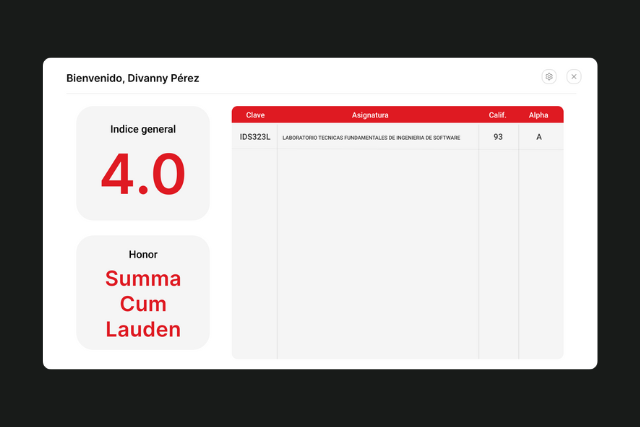 Bienvenido, Divanny Pérez
Indice general
4.0
Honor
Summa
Cum
Lauden
Clave Asignatura Calif. Alpha
IDS323L LABORATORIO TECNICAS FUNDAMENTALES DE INGENIERIA DE SOFTWARE 93 A